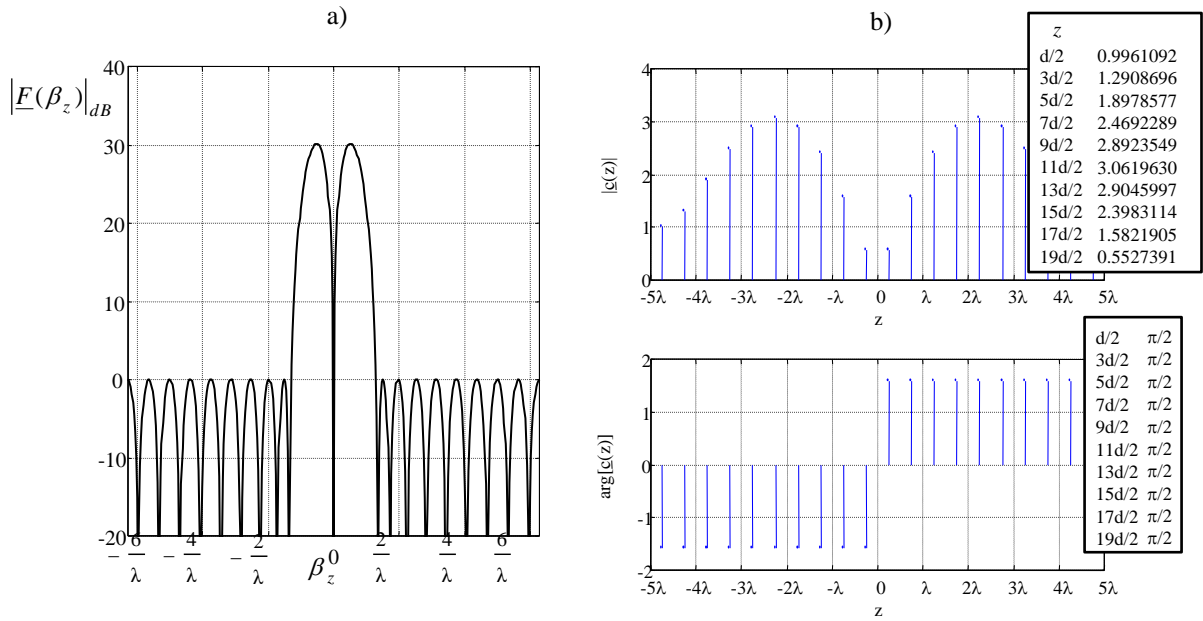 a)
|F(β_z)|_dB
40
30
20
10
0
-10
-20
− 6/λ
− 4/λ
− 2/λ
β_z 0
2/λ
4/λ
6/λ
b)
|c(z)|
4
3
2
1
0
-5λ -4λ -3λ -2λ -λ 0 λ 2λ 3λ 4λ 5λ
z
z
d/2 0.9961092
3d/2 1.2908696
5d/2 1.8978577
7d/2 2.4692289
9d/2 2.8923549
11d/2 3.0619630
13d/2 2.9045997
15d/2 2.3983114
17d/2 1.5821905
19d/2 0.5527391
arg[c(z)]
2
1
0
-1
-2
-5λ -4λ -3λ -2λ -λ 0 λ 2λ 3λ 4λ 5λ
z
d/2 π/2
3d/2 π/2
5d/2 π/2
7d/2 π/2
9d/2 π/2
11d/2 π/2
13d/2 π/2
15d/2 π/2
17d/2 π/2
19d/2 π/2